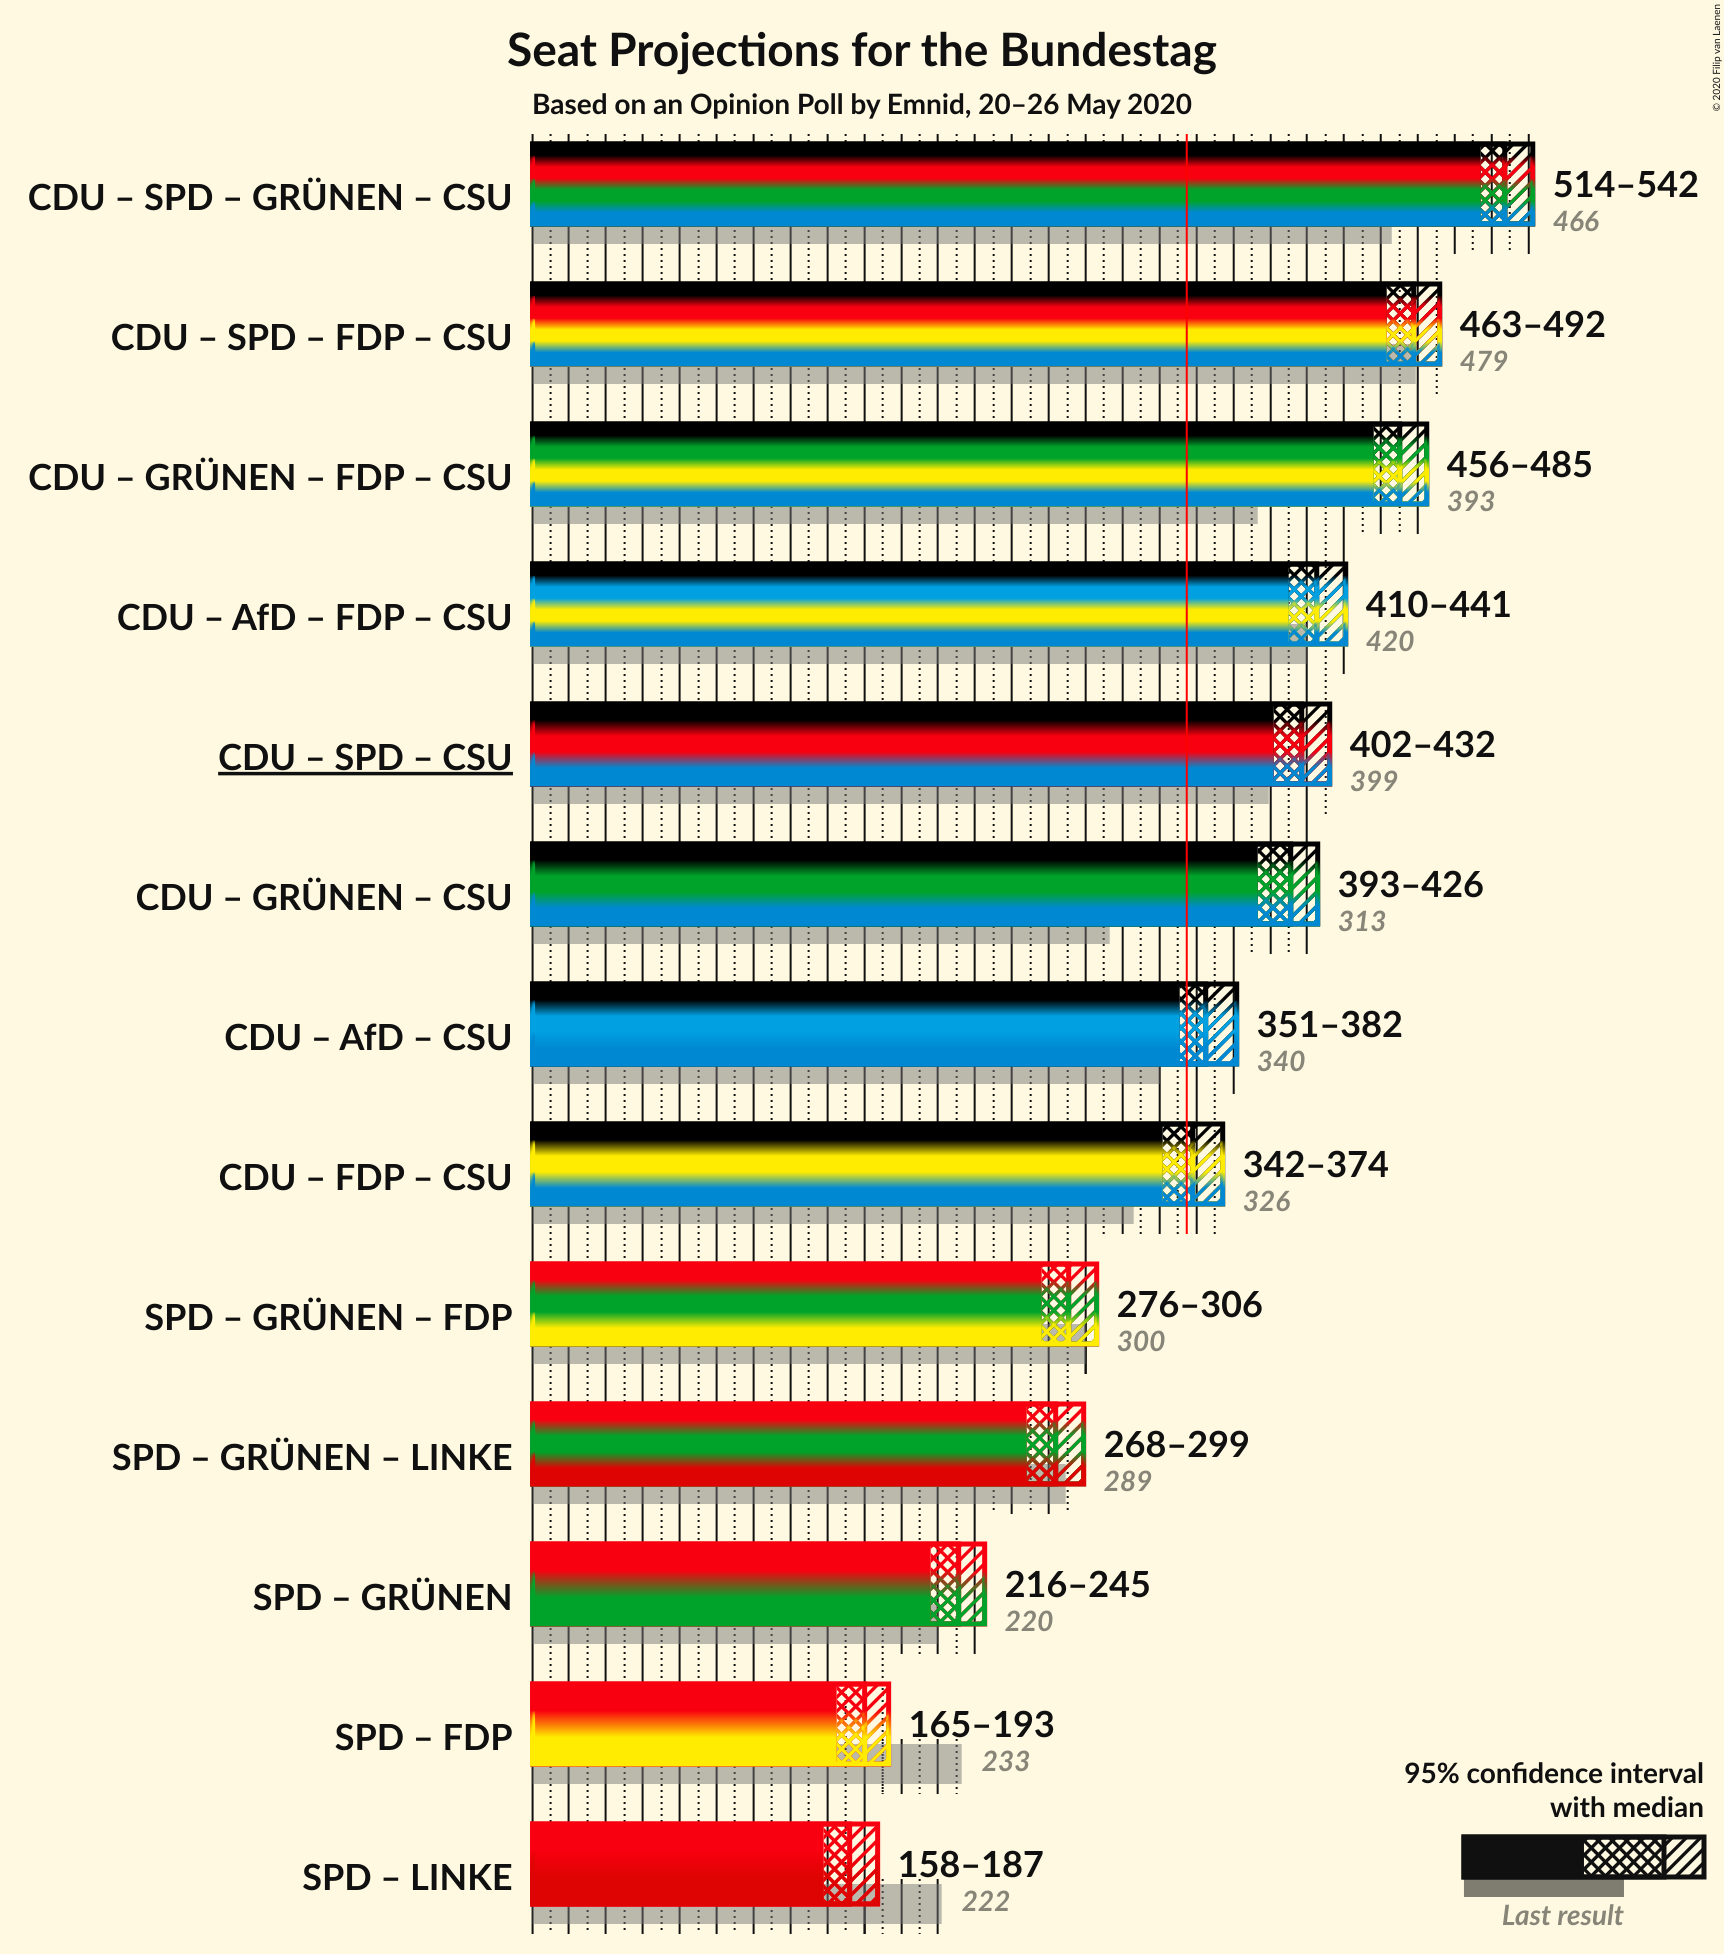 © 2020 Filip van Laenen
Seat Projections for the Bundestag
Based on an Opinion Poll by Emnid, 20–26 May 2020
CDU – SPD – GRÜNEN – CSU
514–542
466
CDU – SPD – FDP – CSU
463–492
479
CDU – GRÜNEN – FDP – CSU
456–485
393
CDU – AfD – FDP – CSU
410–441
420
CDU – SPD – CSU
402–432
399
CDU – GRÜNEN – CSU
393–426
313
CDU – AfD – CSU
351–382
340
CDU – FDP – CSU
342–374
326
SPD – GRÜNEN – FDP
276–306
300
SPD – GRÜNEN – LINKE
268–299
289
SPD – GRÜNEN
216–245
220
SPD – FDP
165–193
233
SPD – LINKE
158–187
222
95% confidence interval
with median
Last result